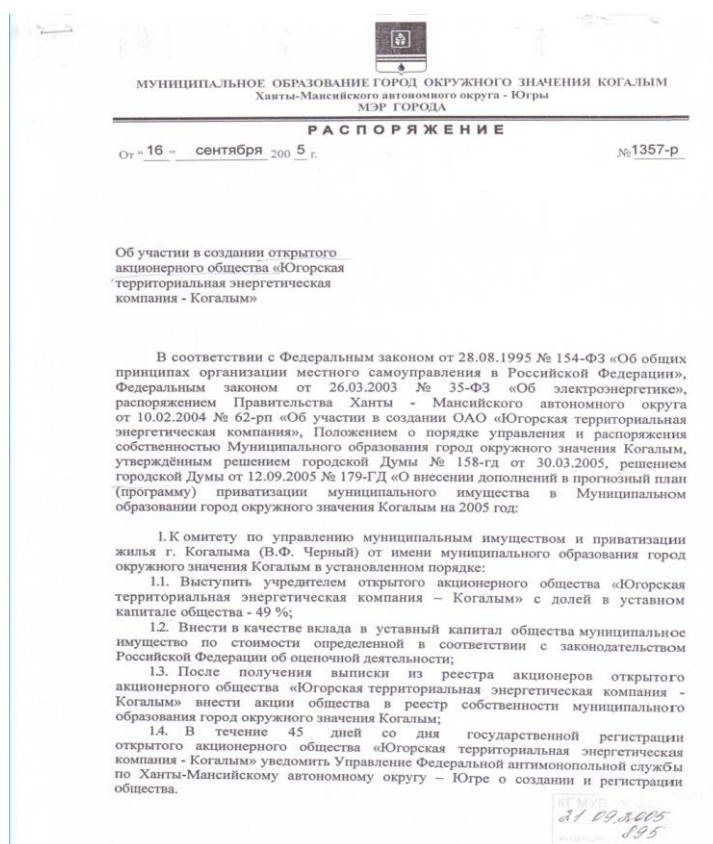 МУНИЦИПАЛЬНОЕ ОБРАЗОВАНИЕ ГОРОД ОКРУЖНОГО ЗНАЧЕНИЯ КОГАЛЫМ
Ханты-Мансийского автономного округа - Югры
МЭР ГОРОДА
РАСПОРЯЖЕНИЕ
От "16" сентября 2005 г. №1357-р
Об участии в создании открытого
акционерного общества «Югорская
территориальная энергетическая
компания - Когалым»
В соответствии с Федеральным законом от 28.08.1995 № 154-ФЗ «Об общих
принципах организации местного самоуправления в Российской Федерации»,
Федеральным законом от 26.03.2003 № 35-ФЗ «Об электроэнергетике»,
распоряжением Правительства Ханты - Мансийского автономного округа
от 10.02.2004 № 62-рп «Об участии в создании ОАО «Югорская территориальная
энергетическая компания», Положением о порядке управления и распоряжения
собственностью Муниципального образования город окружного значения Когалым,
утверждённым решением городской Думы № 158-гд от 30.03.2005, решением
городской Думы от 12.09.2005 № 179-ГД «О внесении дополнений в прогнозный план
(программу) приватизации муниципального имущества в Муниципальном
образовании город окружного значения Когалым на 2005 год:
1. К омитету по управлению муниципальным имуществом и приватизации
жилья г. Когалыма (В.Ф. Черный) от имени муниципального образования город
окружного значения Когалым в установленном порядке:
1.1. Выступить учредителем открытого акционерного общества «Югорская
территориальная энергетическая компания – Когалым» с долей в уставном
капитале общества - 49 %;
1.2. Внести в качестве вклада в уставный капитал общества муниципальное
имущество по стоимости определенной в соответствии с законодательством
Российской Федерации об оценочной деятельности;
1.3. После получения выписки из реестра акционеров открытого
акционерного общества «Югорская территориальная энергетическая компания -
Когалым» внести акции общества в реестр собственности муниципального
образования город окружного значения Когалым;
1.4. В течение 45 дней со дня государственной регистрации
открытого акционерного общества «Югорская территориальная энергетическая
компания - Когалым» уведомить Управление Федеральной антимонопольной службы
по Ханты-Мансийскому автономному округу – Югре о создании и регистрации
общества.
21 09.2005
895